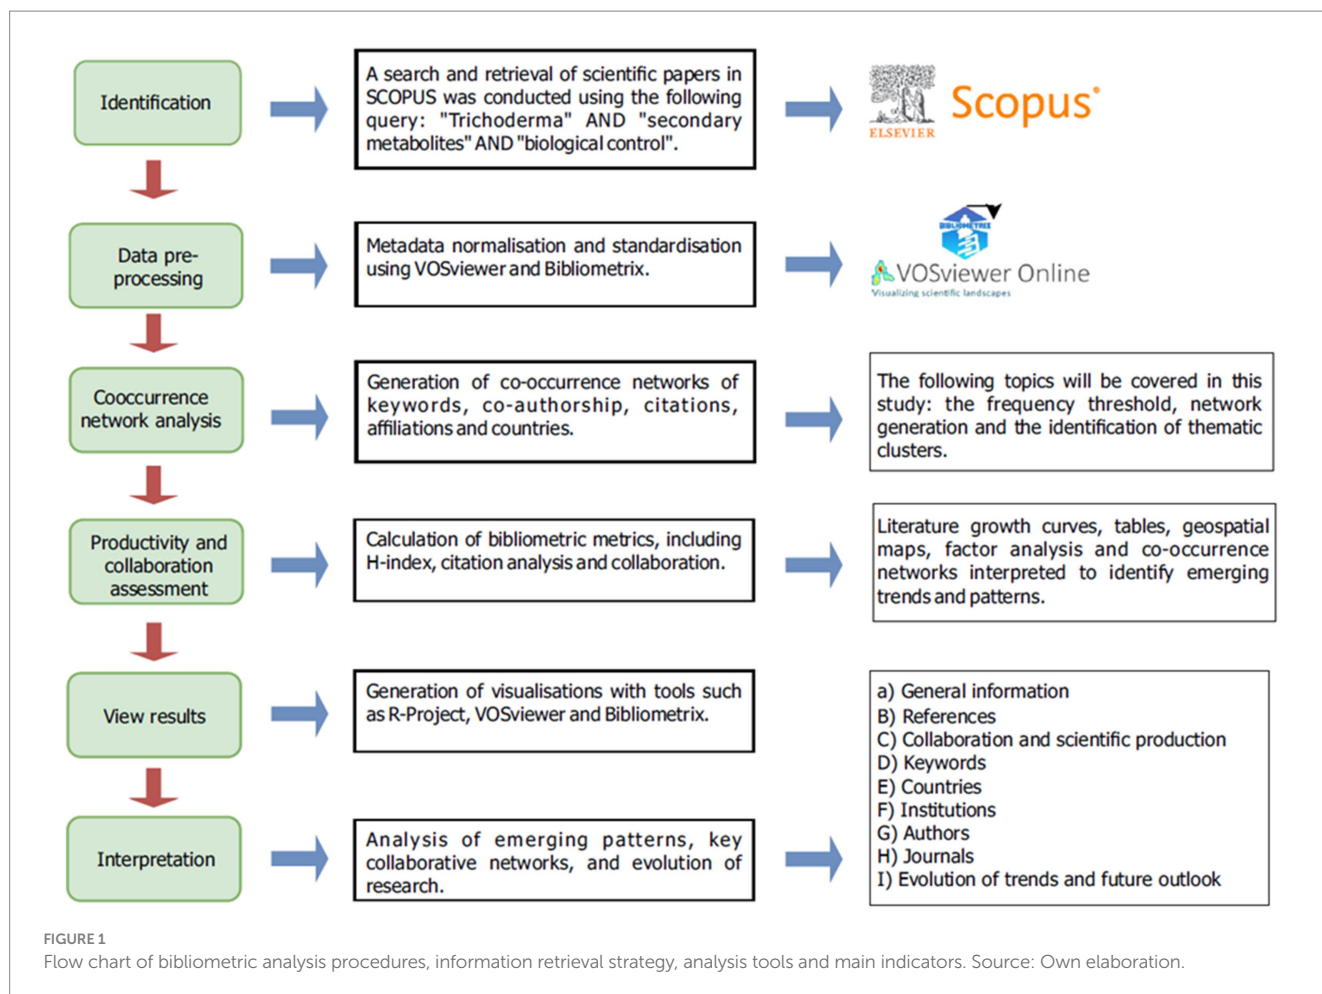 Identification
A search and retrieval of scientific papers in
SCOPUS was conducted using the following
query: "Trichoderma" AND "secondary
metabolites" AND "biological control".
ELSEVIER
Scopus®
Data pre-
processing
Metadata normalisation and standardisation
using VOSviewer and Bibliometrix.
BIBLIOMETRIX
VOSviewer Online
Visualizing scientific landscapes
Cooccurrence
network analysis
Generation of co-occurrence networks of
keywords, co-authorship, citations,
affiliations and countries.
The following topics will be covered in this
study: the frequency threshold, network
generation and the identification of thematic
clusters.
Productivity and
collaboration
assessment
Calculation of bibliometric metrics, including
H-index, citation analysis and collaboration.
Literature growth curves, tables, geospatial
maps, factor analysis and co-occurrence
networks interpreted to identify emerging
trends and patterns.
View results
Generation of visualisations with tools such
as R-Project, VOSviewer and Bibliometrix.
a) General information
B) References
C) Collaboration and scientific production
D) Keywords
E) Countries
F) Institutions
G) Authors
H) Journals
I) Evolution of trends and future outlook
Interpretation
Analysis of emerging patterns, key
collaborative networks, and evolution of
research.
FIGURE 1
Flow chart of bibliometric analysis procedures, information retrieval strategy, analysis tools and main indicators. Source: Own elaboration.